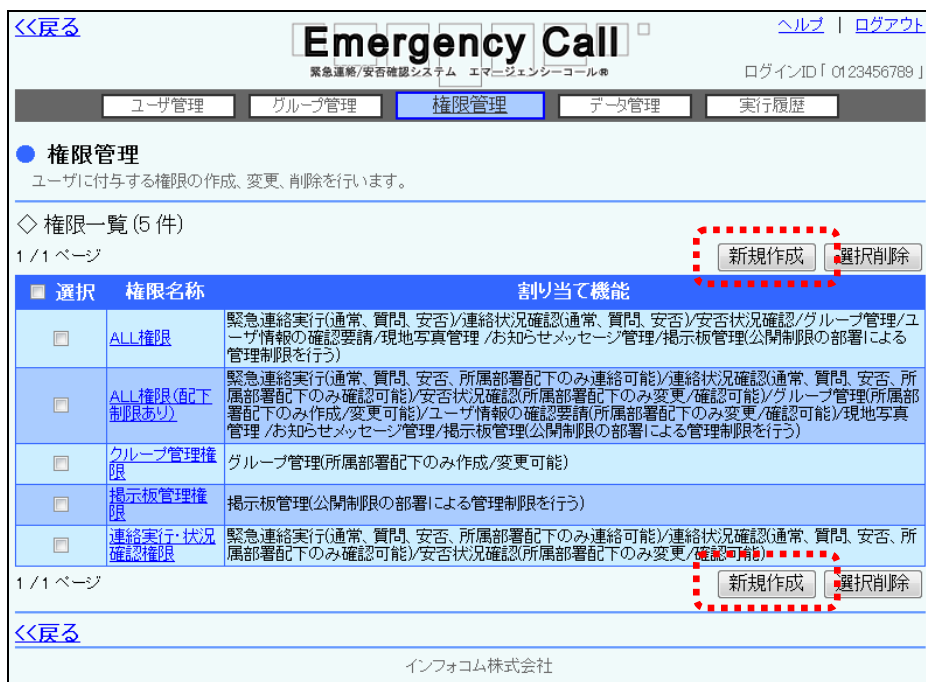 <<戻る
ヘルプ | ログアウト
Emergency Call
緊急連絡/安否確認システム エマージェンシーコール®
ログインID「 0123456789 」
ユーザ管理 グループ管理 権限管理 データ管理 実行履歴
権限管理
ユーザに付与する権限の作成、変更、削除を行います。
◇ 権限一覧 (5 件)
1 / 1 ページ 新規作成 選択削除
選択 権限名称 割り当て機能
ALL権限
緊急連絡実行(通常、質問、安否)/連絡状況確認(通常、質問、安否)/安否状況確認/グループ管理/ユ
ーザ情報の確認要請/現地写真管理 /お知らせメッセージ管理/掲示板管理(公開制限の部署による
管理制限を行う)
ALL権限(配下
制限あり)
緊急連絡実行(通常、質問、安否、所属部署配下のみ連絡可能)/連絡状況確認(通常、質問、安否、所
属部署配下のみ確認可能)/安否状況確認(所属部署配下のみ変更/確認可能)/グループ管理(所属部
署配下のみ作成/変更可能)/ユーザ情報の確認要請(所属部署配下のみ変更/確認可能)/現地写真
管理 /お知らせメッセージ管理/掲示板管理(公開制限の部署による管理制限を行う)
クループ管理権
限
グループ管理(所属部署配下のみ作成/変更可能)
掲示板管理権
限
掲示板管理(公開制限の部署による管理制限を行う)
連絡実行・状況
確認権限
緊急連絡実行(通常、質問、安否、所属部署配下のみ連絡可能)/連絡状況確認(通常、質問、安否、所
属部署配下のみ確認可能)/安否状況確認(所属部署配下のみ変更/確認可能)
1 / 1 ページ 新規作成 選択削除
<<戻る
インフォコム株式会社